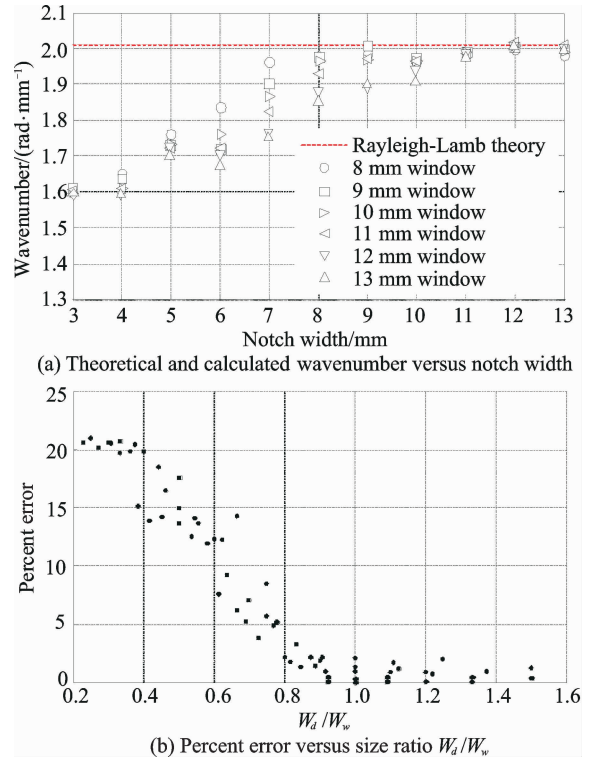 2.1
2.0
1.9
1.8
1.7
1.6
1.5
1.4
1.3
Wavenumber/(rad·mm⁻¹)
Rayleigh-Lamb theory
8 mm window
9 mm window
10 mm window
11 mm window
12 mm window
13 mm window
3 4 5 6 7 8 9 10 11 12 13
Notch width/mm
(a) Theoretical and calculated wavenumber versus notch width
25
20
15
10
5
0
Percent error
0.2 0.4 0.6 0.8 1.0 1.2 1.4 1.6
W_d/W_w
(b) Percent error versus size ratio W_d/W_w